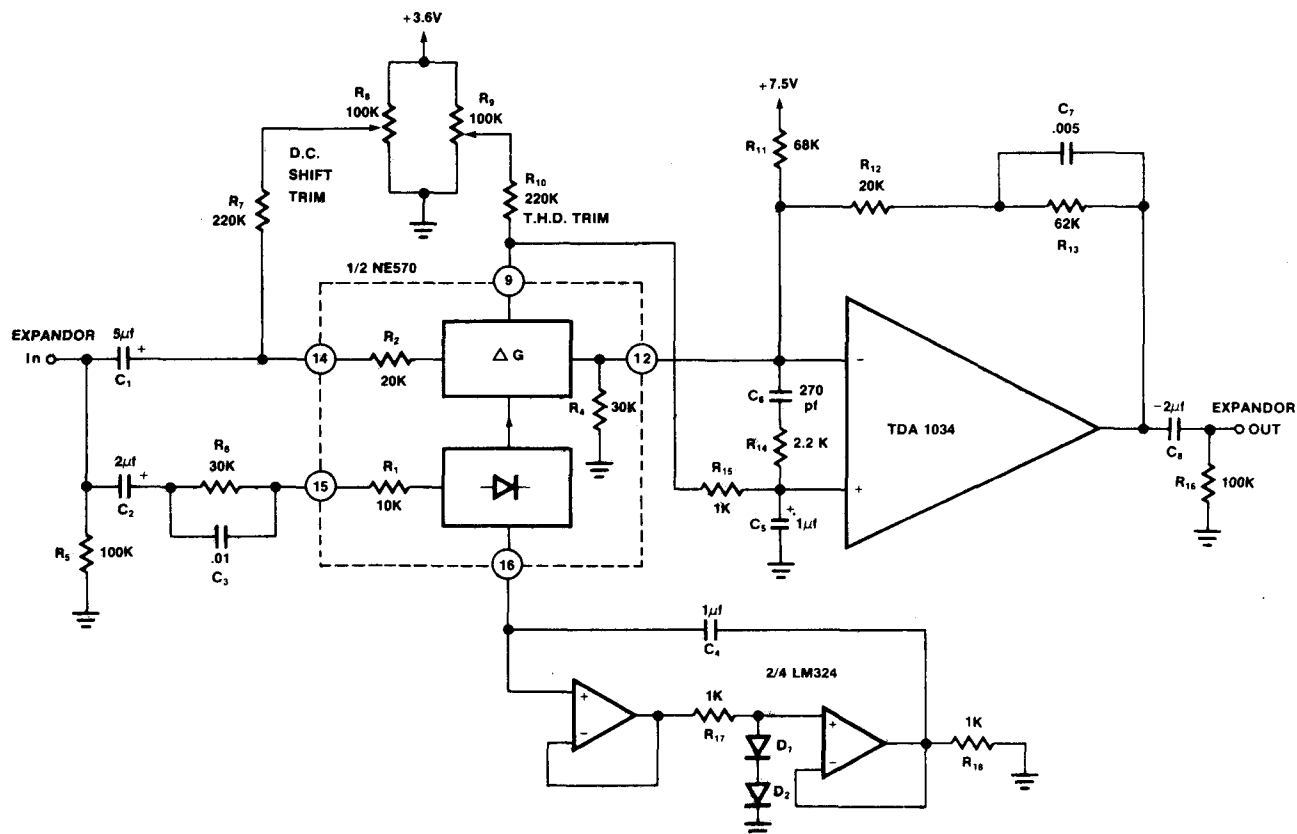 +3.6V
R8
100K
R9
100K
D.C.
SHIFT
TRIM
R7
220K
R10
220K
T.H.D. TRIM
+7.5V
R11
68K
R12
20K
C7
.005
62K
R13
1/2 NE570
9
EXPANDOR
In
5µf
+
C1
14
R2
20K
ΔG
12
R4
30K
C6
270
pf
R14
2.2 K
−
TDA 1034
+
-2µf
C8
EXPANDOR
OUT
R16
100K
2µf
+
C2
R6
30K
.01
C3
15
R1
10K
R15
1K
C5
+
1µf
R5
100K
16
1µf
C4
2/4 LM324
+
−
1K
R17
D1
D2
+
−
1K
R18